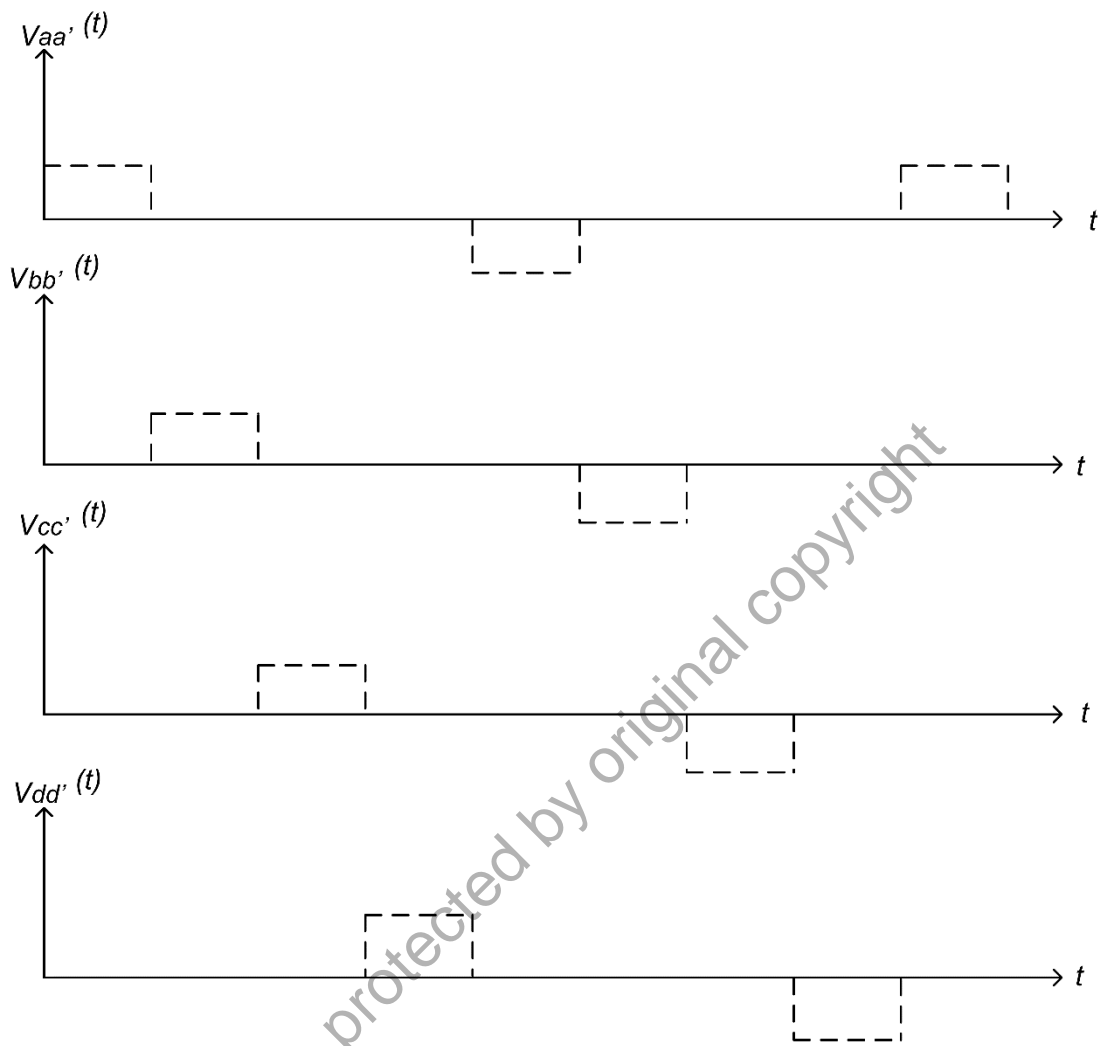 Vaa' (t)
t
Vbb' (t)
t
Vcc' (t)
t
Vdd' (t)
t
protected by original copyright